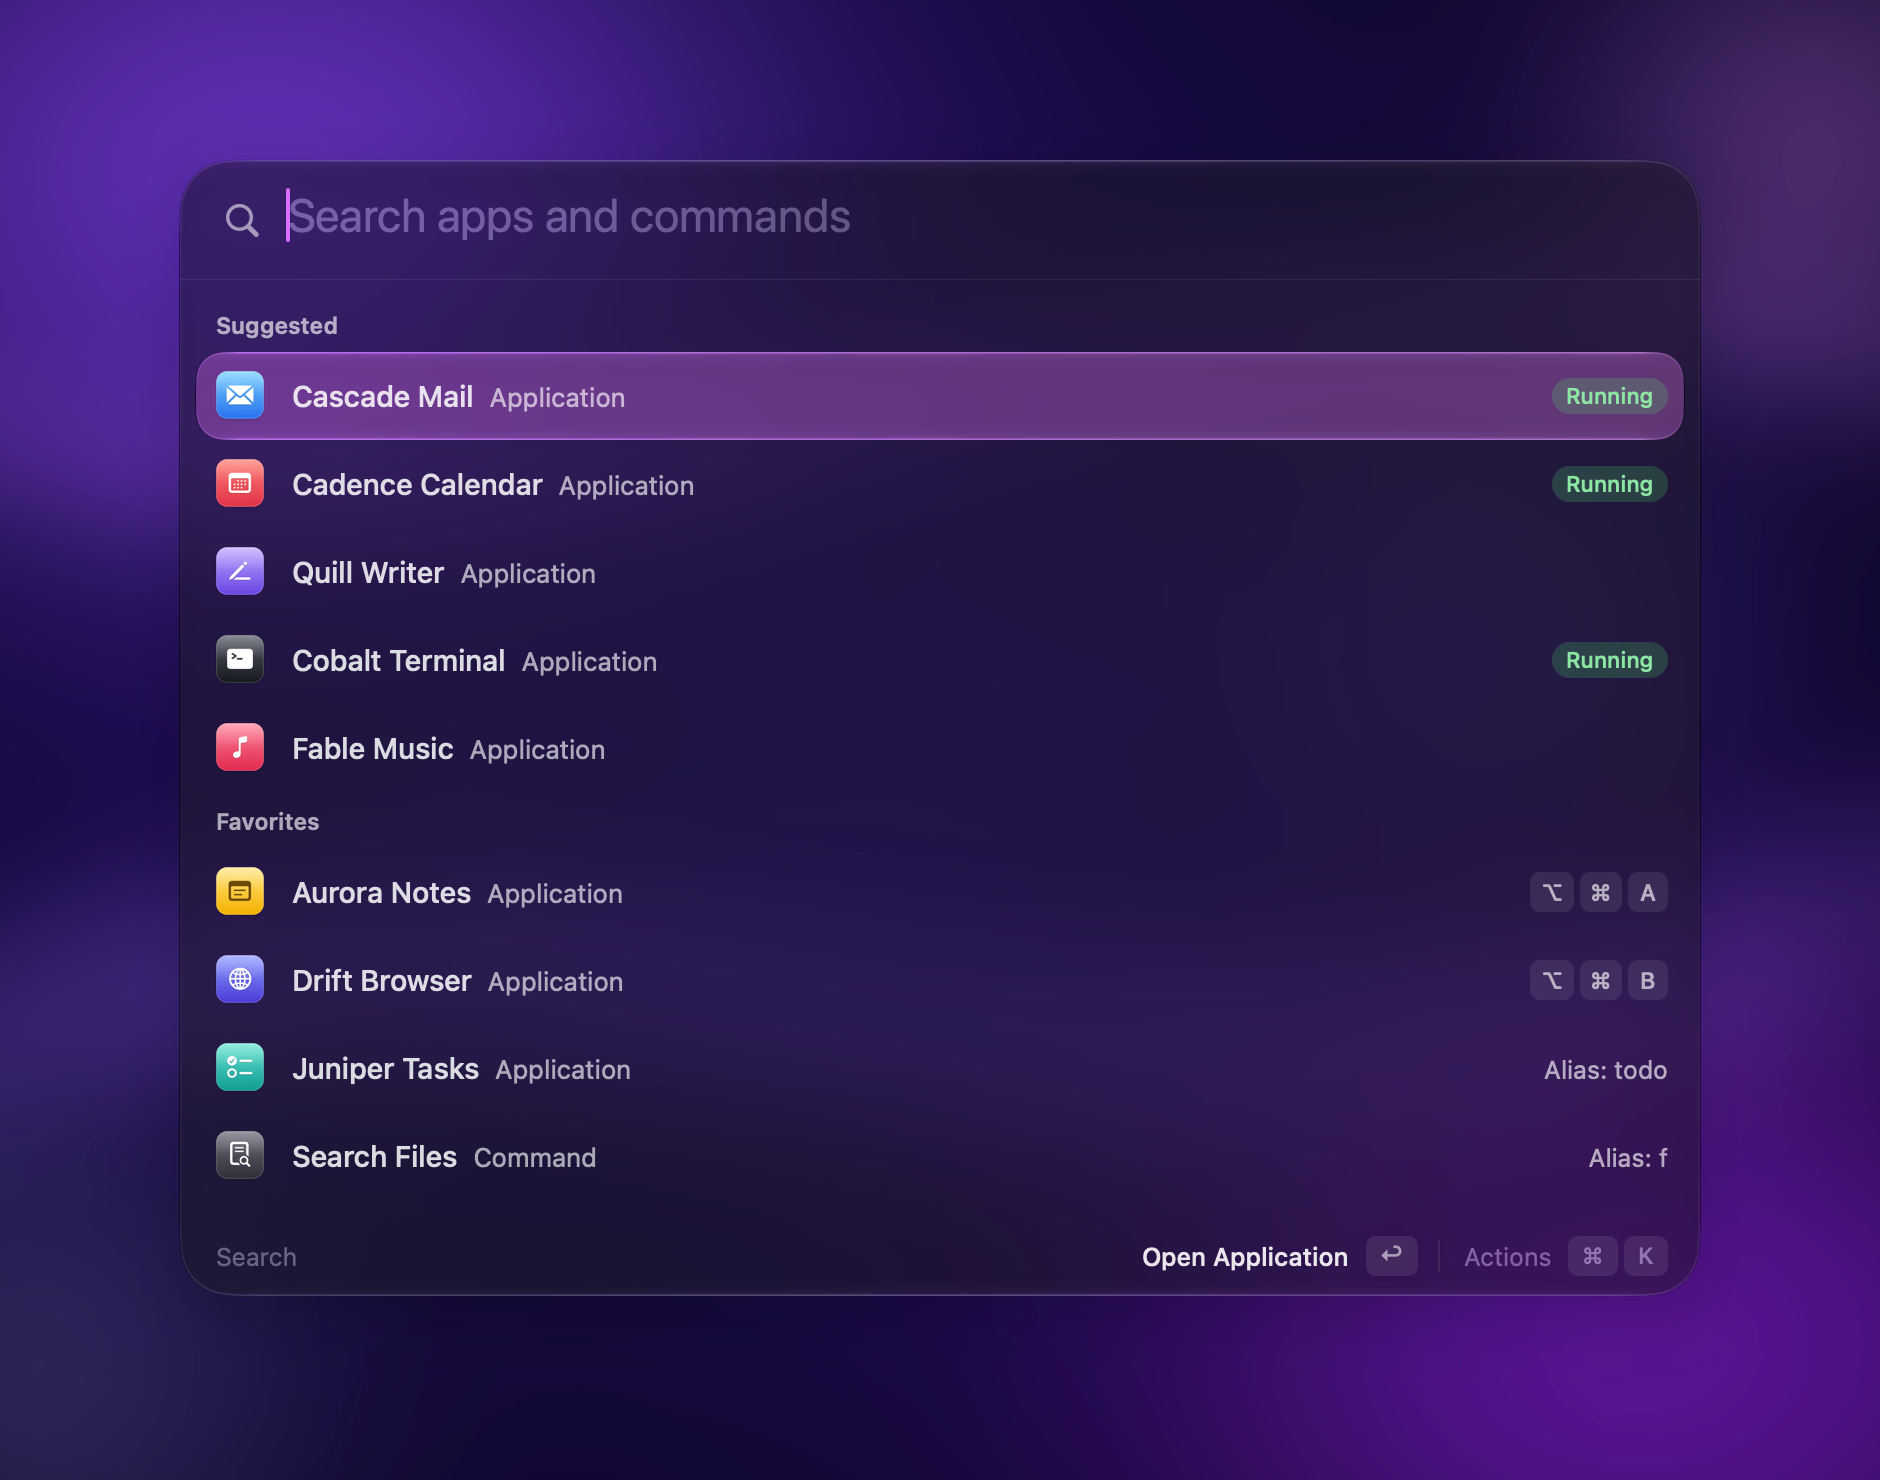 Search apps and commands
Suggested
Cascade Mail Application Running
Cadence Calendar Application Running
Quill Writer Application
Cobalt Terminal Application Running
Fable Music Application
Favorites
Aurora Notes Application ⌥ ⌘ A
Drift Browser Application ⌥ ⌘ B
Juniper Tasks Application Alias: todo
Search Files Command Alias: f
Search Open Application ↩ Actions ⌘ K